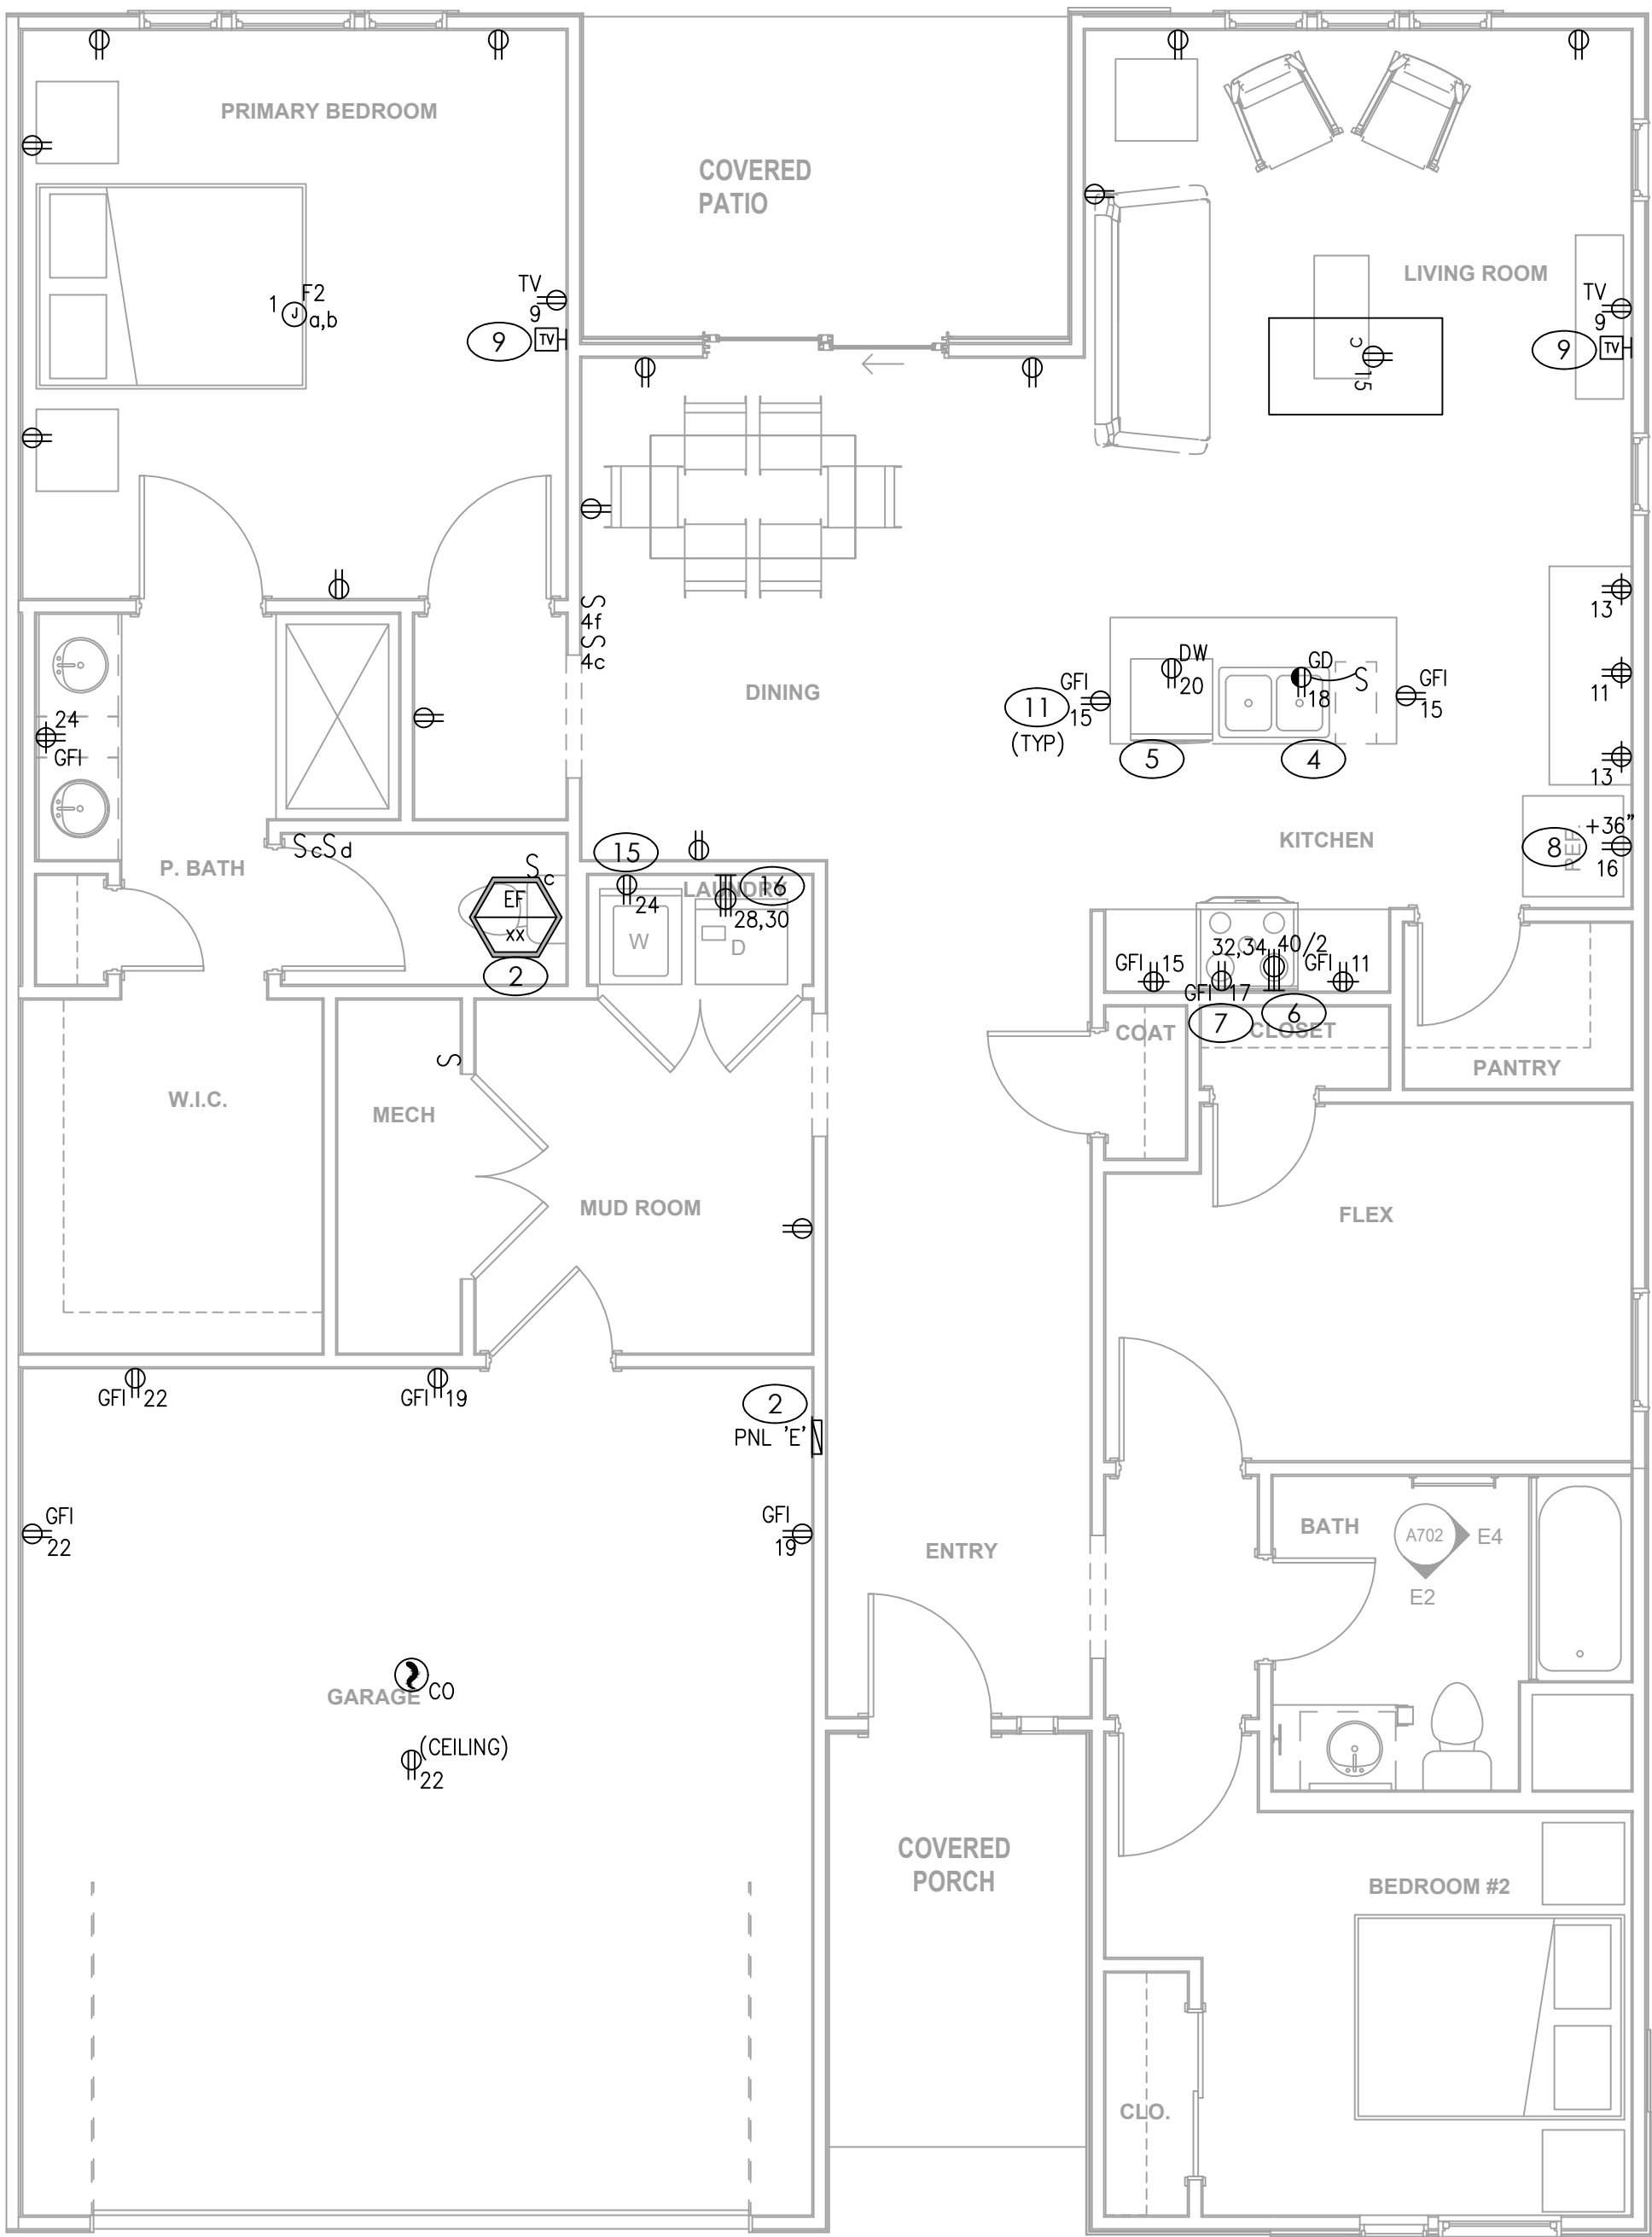 PRIMARY BEDROOM
COVERED
PATIO
LIVING ROOM
1 J F2
a,b
TV
9
9 TV
TV
9
9 TV
c
15
S
4f
S
4c
DINING
13
11
13
DW
20
GD
18
S
GFI
15
GFI
15
11
(TYP)
5
4
24
GFI
P. BATH
ScSd
Sc
EF
xx
2
15
LAUNDRY
16
24
28,30
W
D
KITCHEN
REF.
8
+36"
16
GFI 15
32,34
40/2
GFI 11
GFI 17
7
6
COAT
CLOSET
PANTRY
S
W.I.C.
MECH
MUD ROOM
FLEX
GFI 22
GFI 19
2
PNL 'E'
GFI
22
GFI
19
ENTRY
BATH
A702
E4
E2
GARAGE
CO
(CEILING)
22
COVERED
PORCH
BEDROOM #2
CLO.